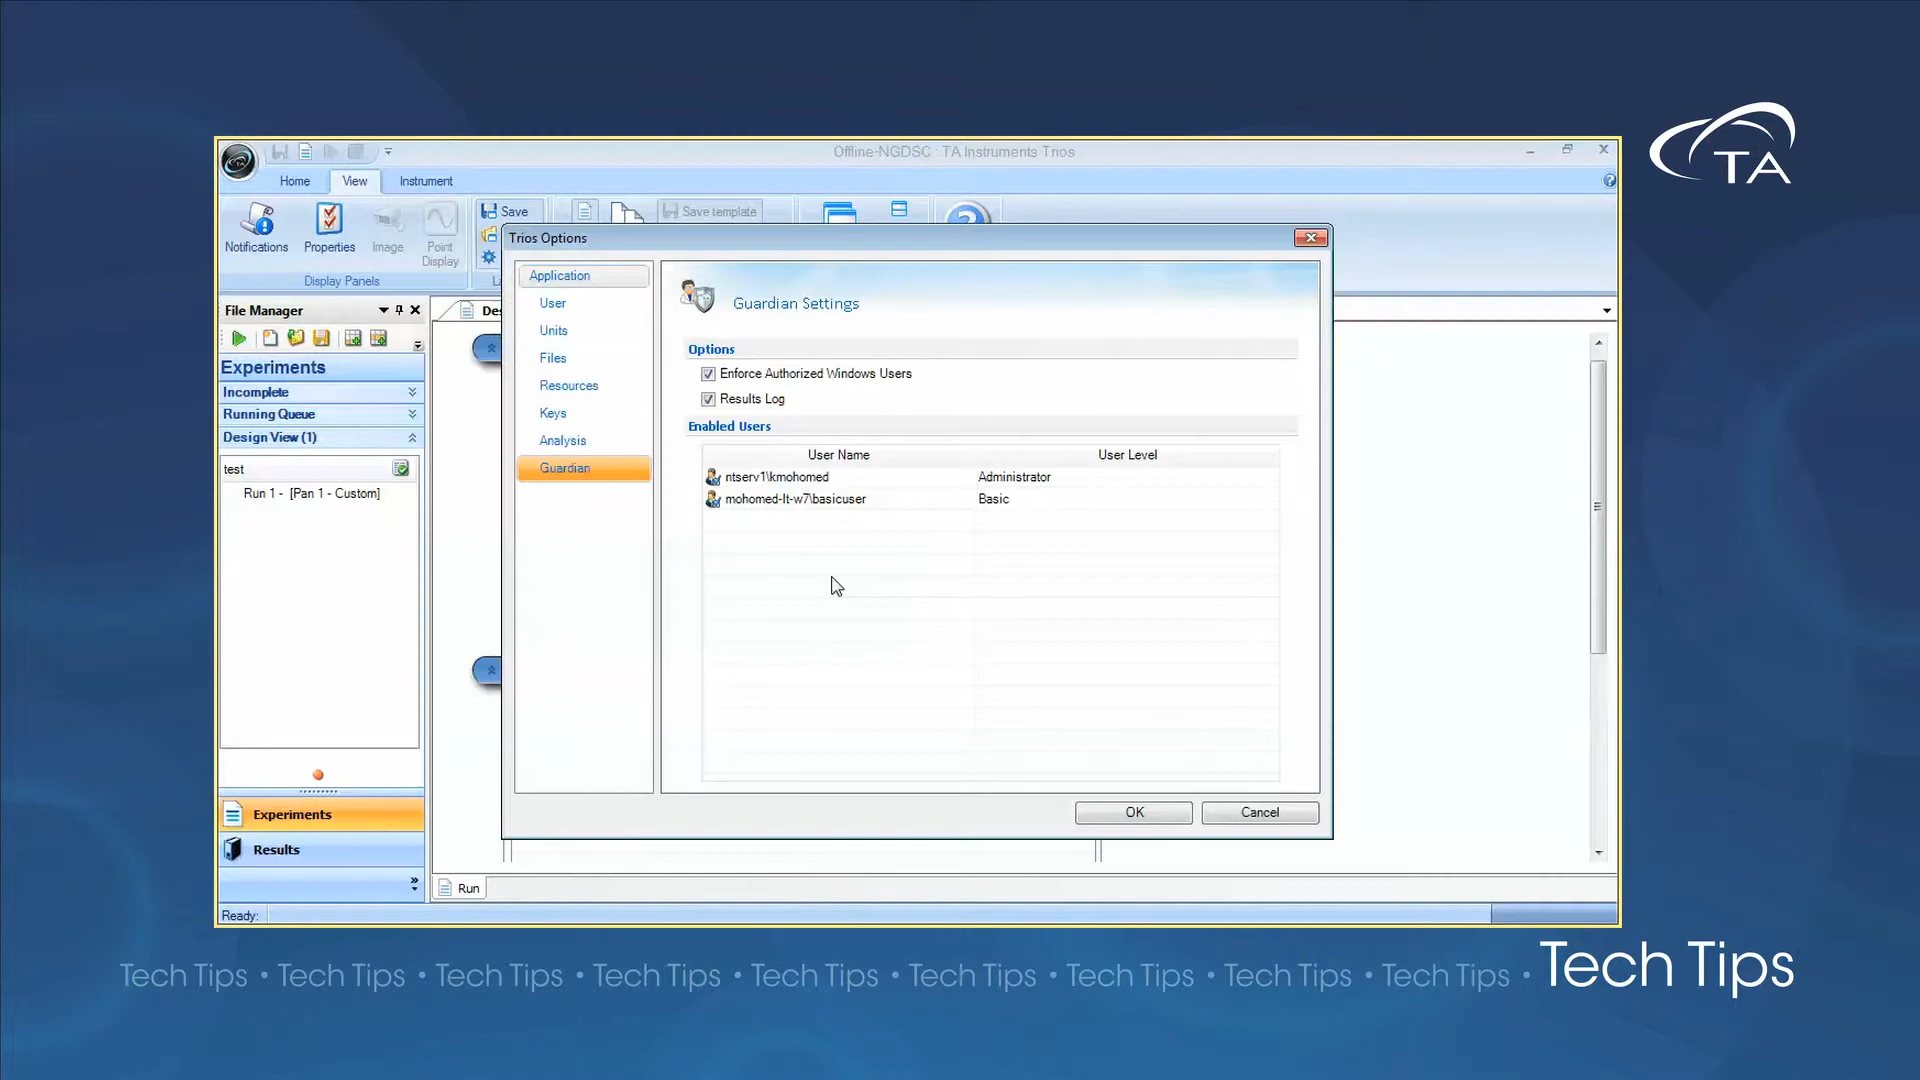 TA
Offline-NGDSC - TA Instruments Trios
Home View Instrument
Notifications Properties Image Point Display
Save Save template
Display Panels
File Manager
Experiments
Incomplete
Running Queue
Design View (1)
test
Run 1 - [Pan 1 - Custom]
Experiments
Results
Run
Ready:
Trios Options
Application
User
Units
Files
Resources
Keys
Analysis
Guardian
Guardian Settings
Options
Enforce Authorized Windows Users
Results Log
Enabled Users
User Name User Level
ntserv1\kmohomed Administrator
mohomed-lt-w7\basicuser Basic
OK Cancel
Tech Tips • Tech Tips • Tech Tips • Tech Tips • Tech Tips • Tech Tips • Tech Tips • Tech Tips • Tech Tips • Tech Tips